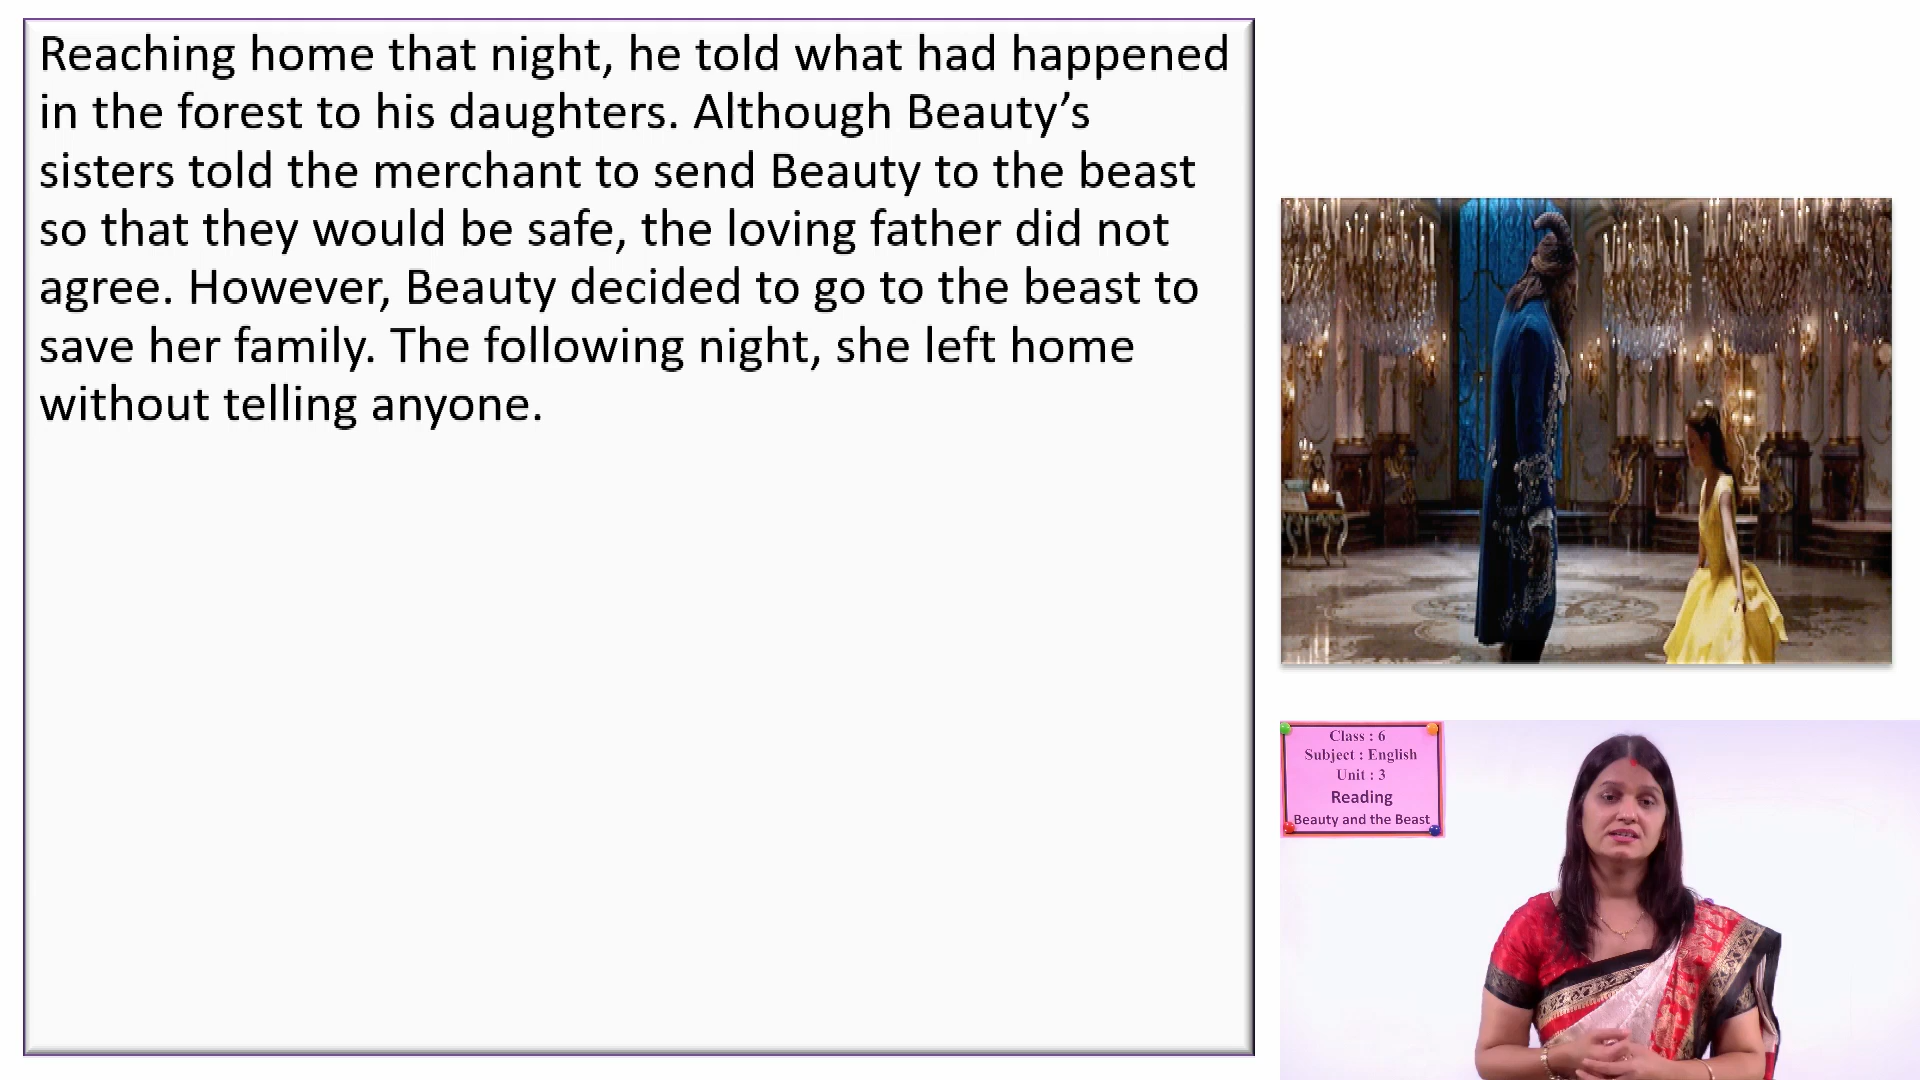 Reaching home that night, he told what had happened
in the forest to his daughters. Although Beauty’s
sisters told the merchant to send Beauty to the beast
so that they would be safe, the loving father did not
agree. However, Beauty decided to go to the beast to
save her family. The following night, she left home
without telling anyone.
Class : 6
Subject : English
Unit : 3
Reading
Beauty and the Beast